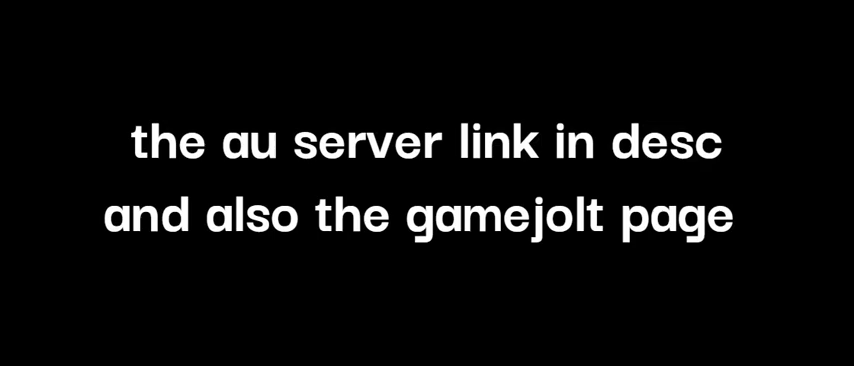 the au server link in desc
and also the gamejolt page